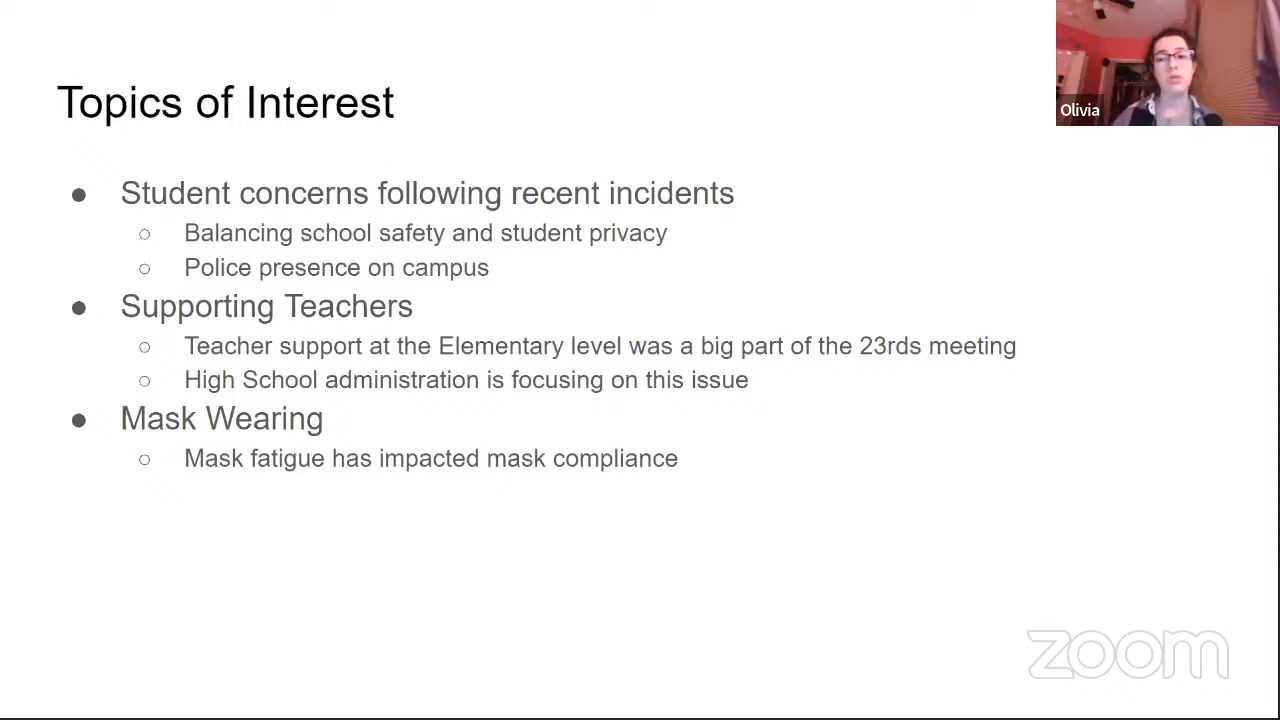 Olivia
Topics of Interest
● Student concerns following recent incidents
○ Balancing school safety and student privacy
○ Police presence on campus
● Supporting Teachers
○ Teacher support at the Elementary level was a big part of the 23rds meeting
○ High School administration is focusing on this issue
● Mask Wearing
○ Mask fatigue has impacted mask compliance
zoom